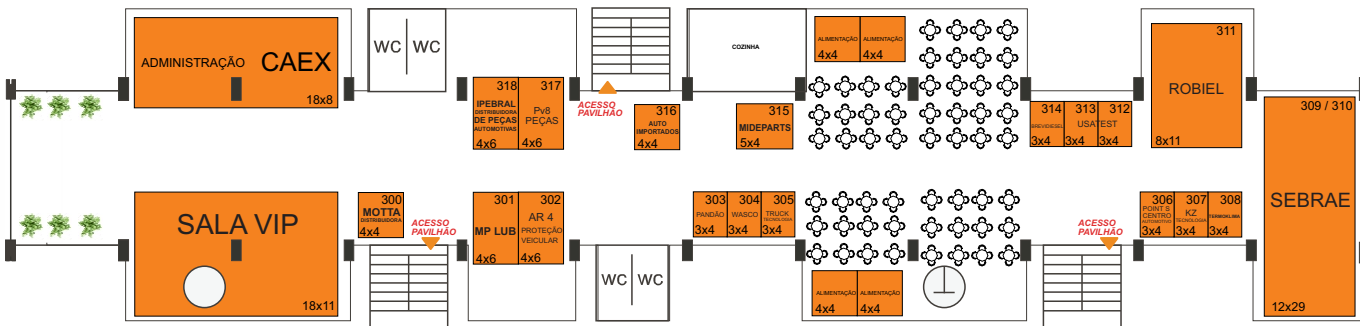 ADMINISTRAÇÃO CAEX
18x8
WC WC
318
IPEBRAL
DISTRIBUIDORA
DE PEÇAS
AUTOMOTIVAS
4x6
317
Pv8
PEÇAS
4x6
ACESSO
PAVILHÃO
316
AUTO
IMPORTADOS
4x4
COZINHA
315
MIDEPARTS
5x4
ALIMENTAÇÃO
4x4
ALIMENTAÇÃO
4x4
314
BREVIDIESEL
3x4
313 312
USATEST
3x4 3x4
311
ROBIEL
8x11
309 / 310
SEBRAE
12x29
SALA VIP
18x11
300
MOTTA
DISTRIBUIDORA
4x4
ACESSO
PAVILHÃO
301
MP LUB
4x6
302
AR 4
PROTEÇÃO
VEICULAR
4x6
WC WC
303
PANDÃO
3x4
304
WASCO
3x4
305
TRUCK
TECNOLOGIA
3x4
ALIMENTAÇÃO
4x4
ALIMENTAÇÃO
4x4
ACESSO
PAVILHÃO
306
POINT S
CENTRO
AUTOMOTIVO
3x4
307
KZ
TECNOLOGIA
3x4
308
TERMOKLIMA
3x4